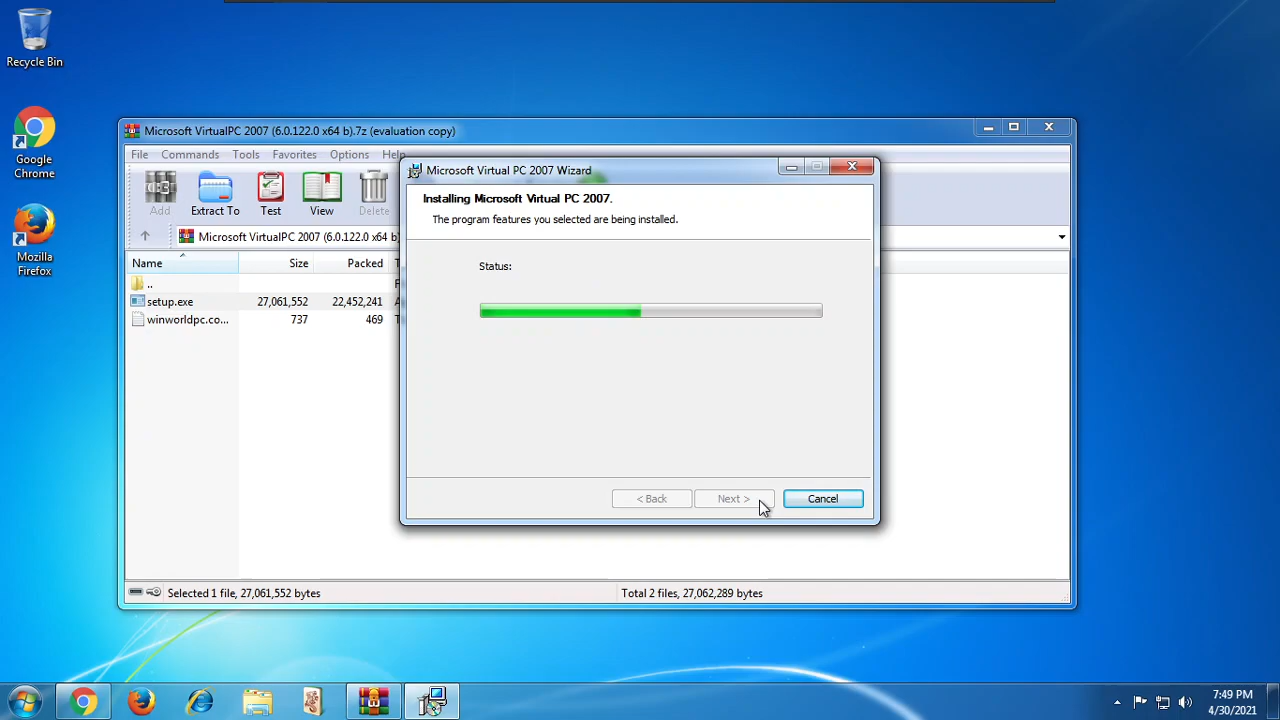 Recycle Bin
Google
Chrome
Mozilla
Firefox
Microsoft VirtualPC 2007 (6.0.122.0 x64 b).7z (evaluation copy)
File Commands Tools Favorites Options Help
Add Extract To Test View Delete
Microsoft VirtualPC 2007 (6.0.122.0 x64 b)
Name Size Packed T
..
setup.exe 27,061,552 22,452,241
winworldpc.co... 737 469
Selected 1 file, 27,061,552 bytes Total 2 files, 27,062,289 bytes
Microsoft Virtual PC 2007 Wizard
Installing Microsoft Virtual PC 2007.
The program features you selected are being installed.
Status:
< Back Next > Cancel
7:49 PM
4/30/2021